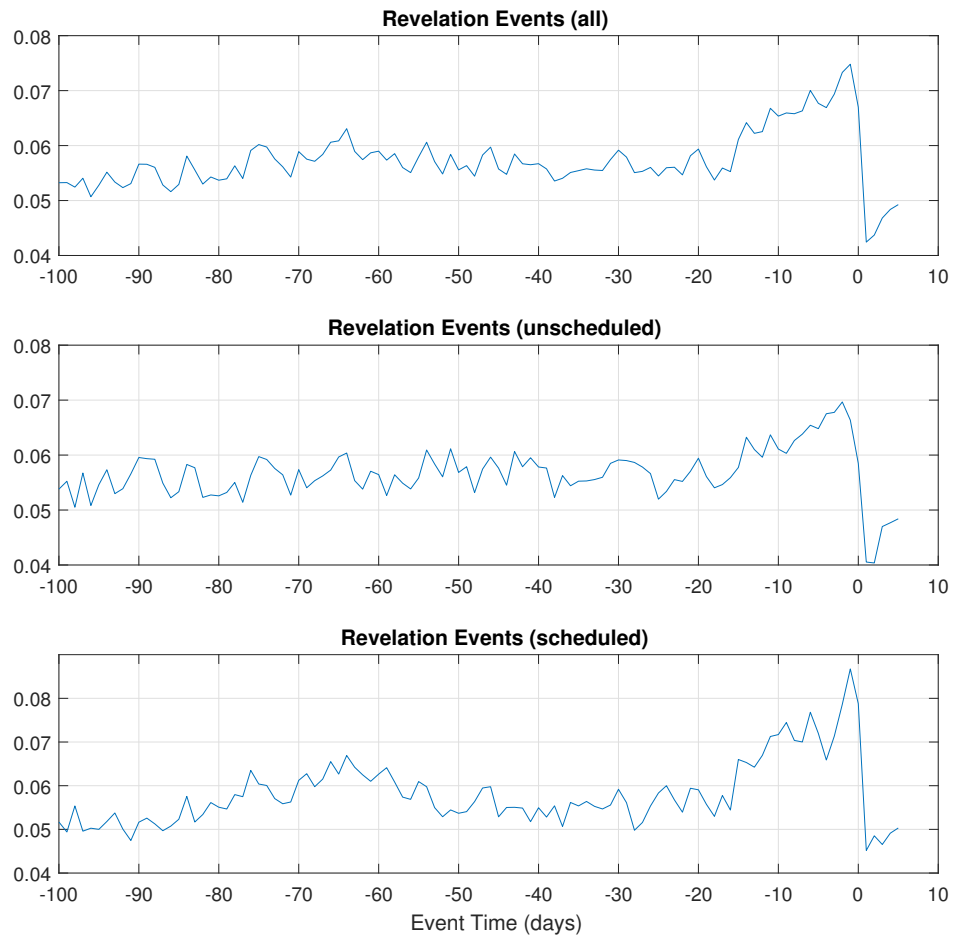 Revelation Events (all)
0.08
0.07
0.06
0.05
0.04
-100 -90 -80 -70 -60 -50 -40 -30 -20 -10 0 10
Revelation Events (unscheduled)
0.08
0.07
0.06
0.05
0.04
-100 -90 -80 -70 -60 -50 -40 -30 -20 -10 0 10
Revelation Events (scheduled)
0.08
0.07
0.06
0.05
0.04
-100 -90 -80 -70 -60 -50 -40 -30 -20 -10 0 10
Event Time (days)